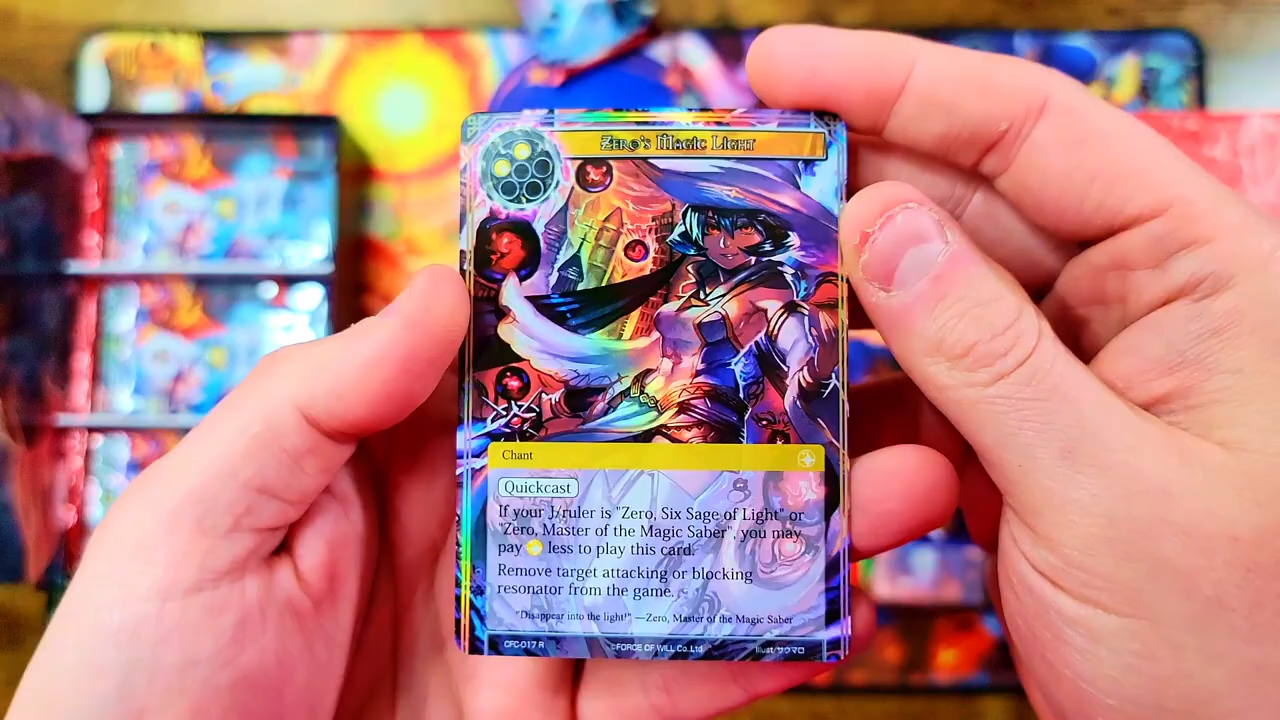 Zero's Magic Light
Chant
Quickcast
If your J/ruler is "Zero, Six Sage of Light" or
"Zero, Master of the Magic Saber", you may
pay less to play this card.
Remove target attacking or blocking
resonator from the game.
"Disappear into the light!" —Zero, Master of the Magic Saber
CFC-017 R
©FORCE OF WILL Co.,Ltd.
Illust/サクマロ